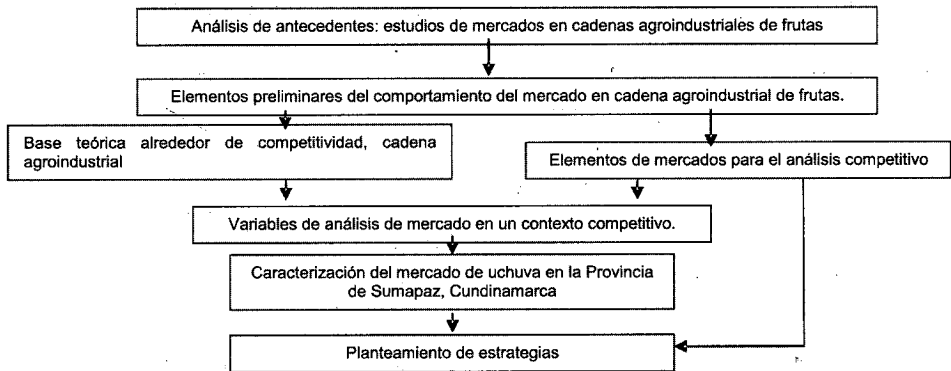 Análisis de antecedentes: estudios de mercados en cadenas agroindustriales de frutas
Elementos preliminares del comportamiento del mercado en cadena agroindustrial de frutas.
Base teórica alrededor de competitividad, cadena
agroindustrial
Elementos de mercados para el análisis competitivo
Variables de análisis de mercado en un contexto competitivo.
Caracterización del mercado de uchuva en la Provincia
de Sumapaz, Cundinamarca
Planteamiento de estrategias